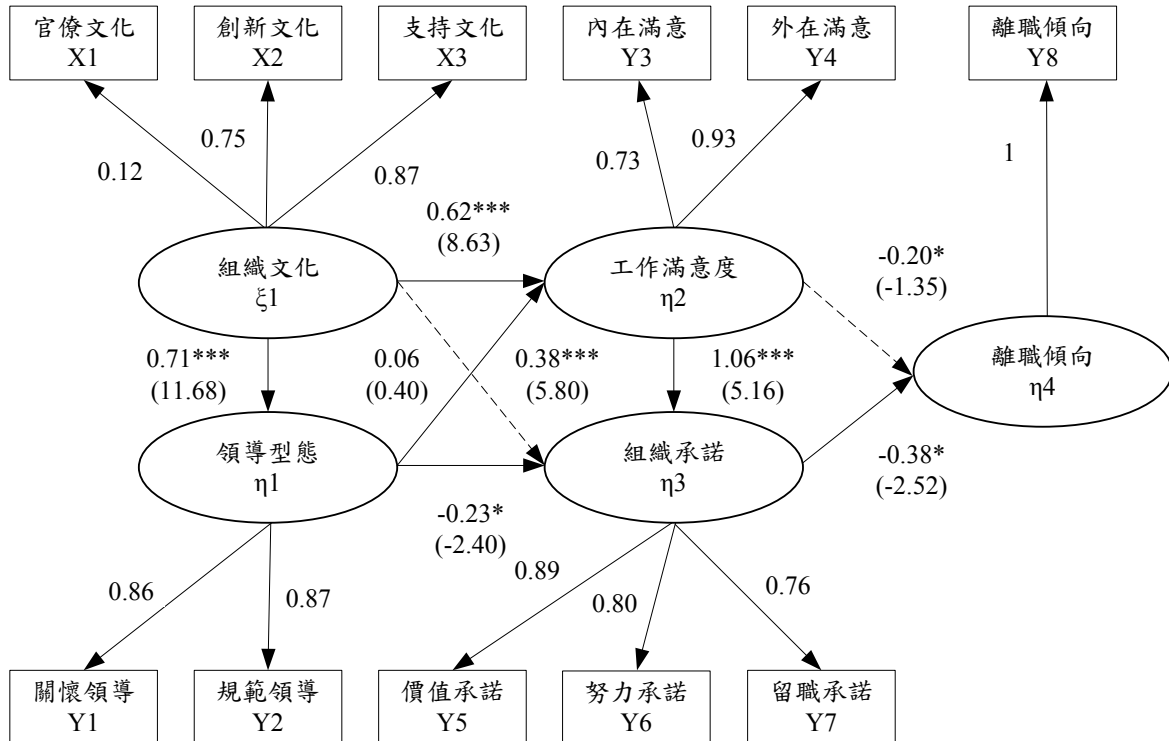 官僚文化
X1
創新文化
X2
支持文化
X3
內在滿意
Y3
外在滿意
Y4
離職傾向
Y8
0.12
0.75
0.87
0.73
0.93
1
0.62***
(8.63)
組織文化
ξ1
工作滿意度
η2
-0.20*
(-1.35)
離職傾向
η4
0.71***
(11.68)
0.06
(0.40)
0.38***
(5.80)
1.06***
(5.16)
領導型態
η1
組織承諾
η3
-0.38*
(-2.52)
-0.23*
(-2.40)
0.86
0.87
0.89
0.80
0.76
關懷領導
Y1
規範領導
Y2
價值承諾
Y5
努力承諾
Y6
留職承諾
Y7